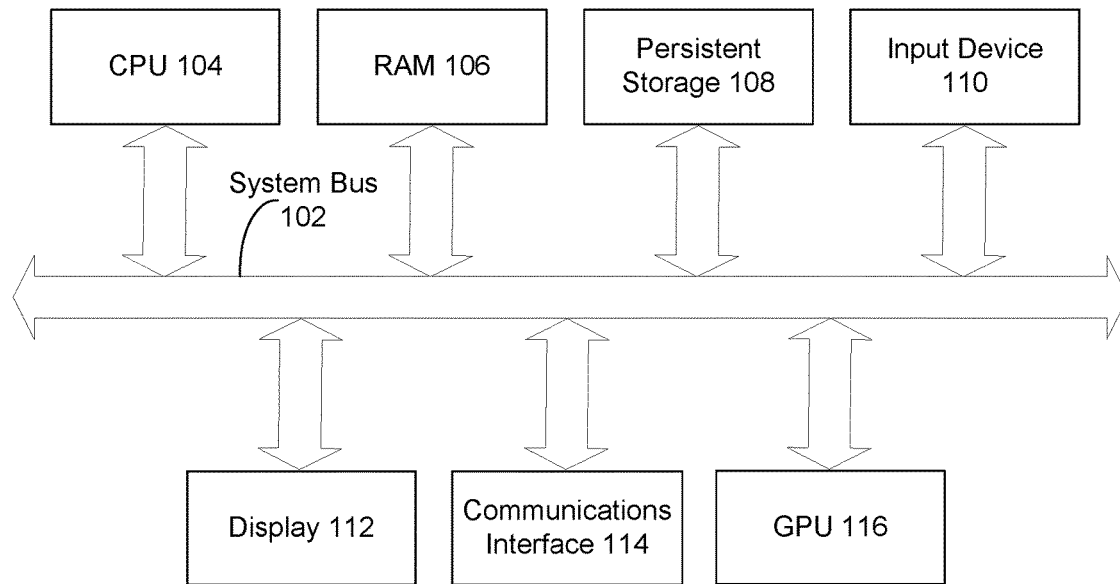 CPU 104
RAM 106
Persistent
Storage 108
Input Device
110
System Bus
102
Display 112
Communications
Interface 114
GPU 116